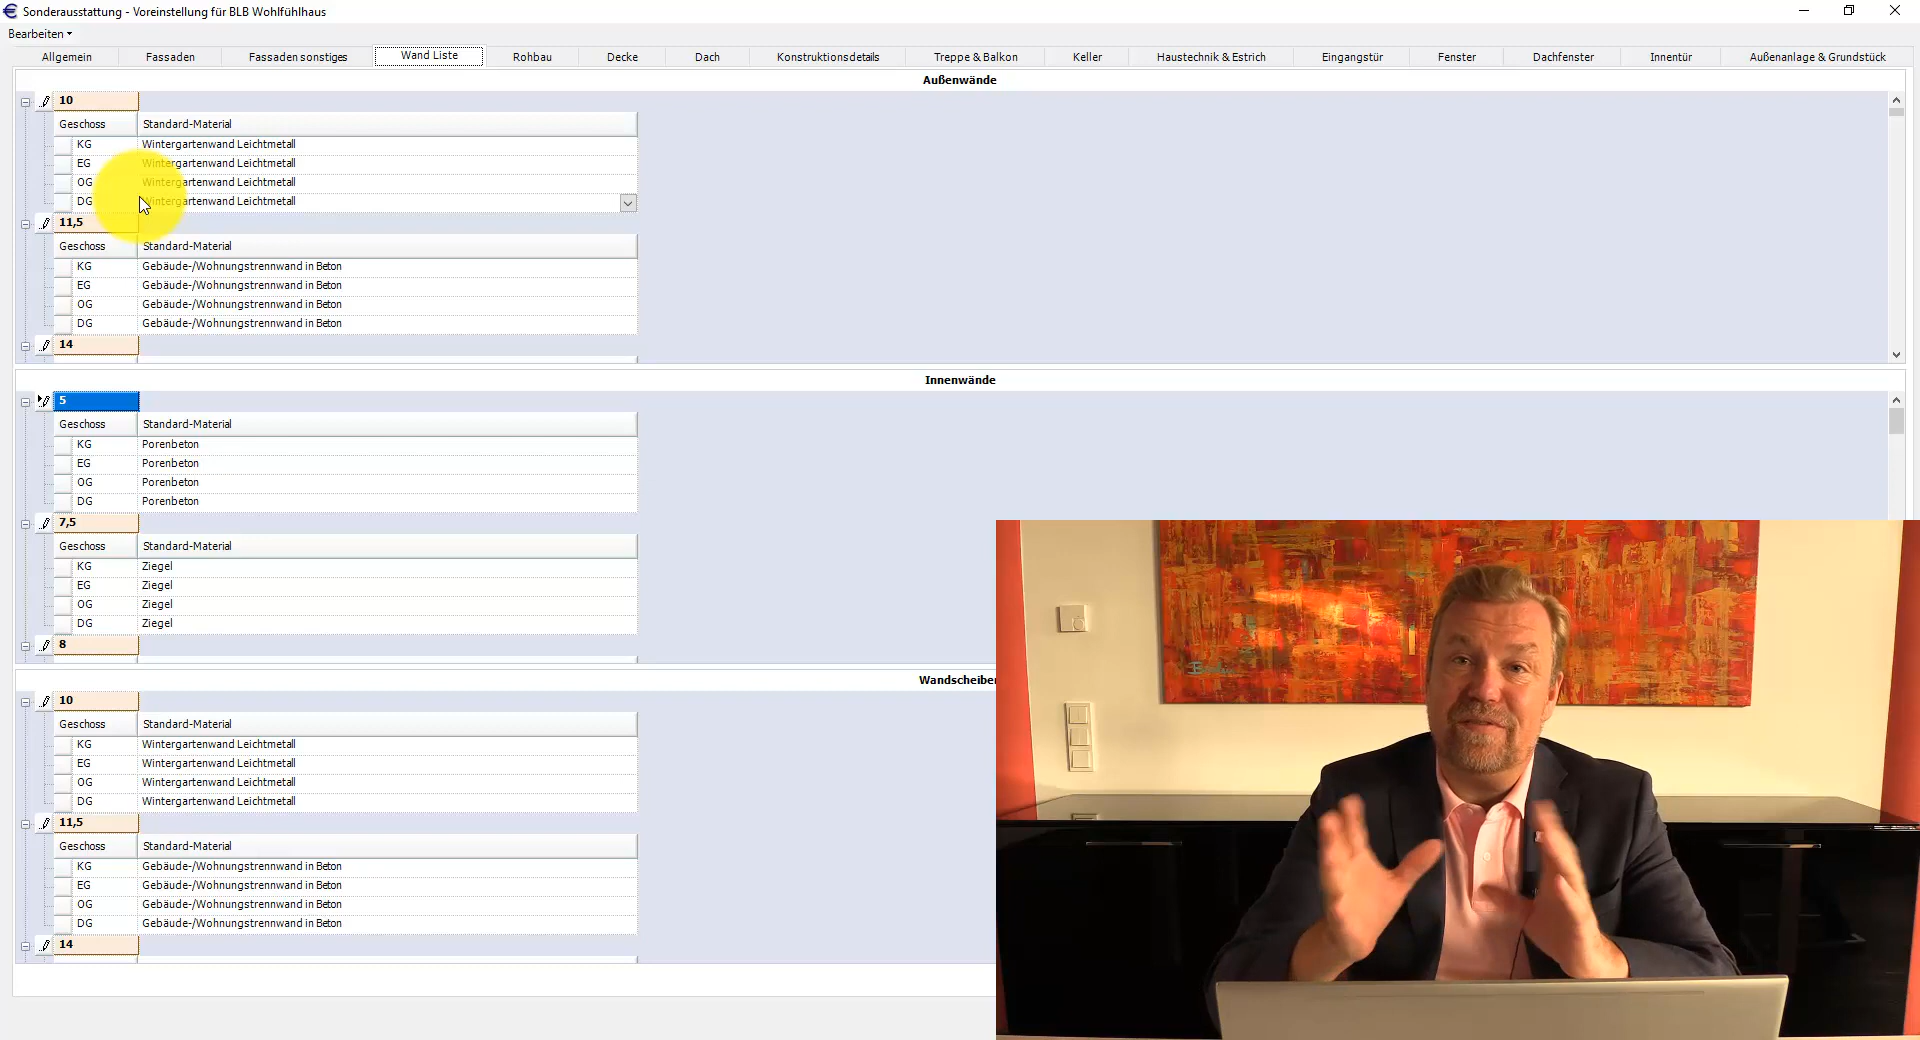 Sonderausstattung - Voreinstellung für BLB Wohlfühlhaus
Bearbeiten
Allgemein Fassaden Fassaden sonstiges Wand Liste Rohbau Decke Dach Konstruktionsdetails Treppe & Balkon Keller Haustechnik & Estrich Eingangstür Fenster Dachfenster Innentür Außenanlage & Grundstück
Außenwände
10
Geschoss Standard-Material
KG Wintergartenwand Leichtmetall
EG Wintergartenwand Leichtmetall
OG Wintergartenwand Leichtmetall
DG Wintergartenwand Leichtmetall
11,5
Geschoss Standard-Material
KG Gebäude-/Wohnungstrennwand in Beton
EG Gebäude-/Wohnungstrennwand in Beton
OG Gebäude-/Wohnungstrennwand in Beton
DG Gebäude-/Wohnungstrennwand in Beton
14
Innenwände
5
Geschoss Standard-Material
KG Porenbeton
EG Porenbeton
OG Porenbeton
DG Porenbeton
7,5
Geschoss Standard-Material
KG Ziegel
EG Ziegel
OG Ziegel
DG Ziegel
8
Wandscheiben
10
Geschoss Standard-Material
KG Wintergartenwand Leichtmetall
EG Wintergartenwand Leichtmetall
OG Wintergartenwand Leichtmetall
DG Wintergartenwand Leichtmetall
11,5
Geschoss Standard-Material
KG Gebäude-/Wohnungstrennwand in Beton
EG Gebäude-/Wohnungstrennwand in Beton
OG Gebäude-/Wohnungstrennwand in Beton
DG Gebäude-/Wohnungstrennwand in Beton
14